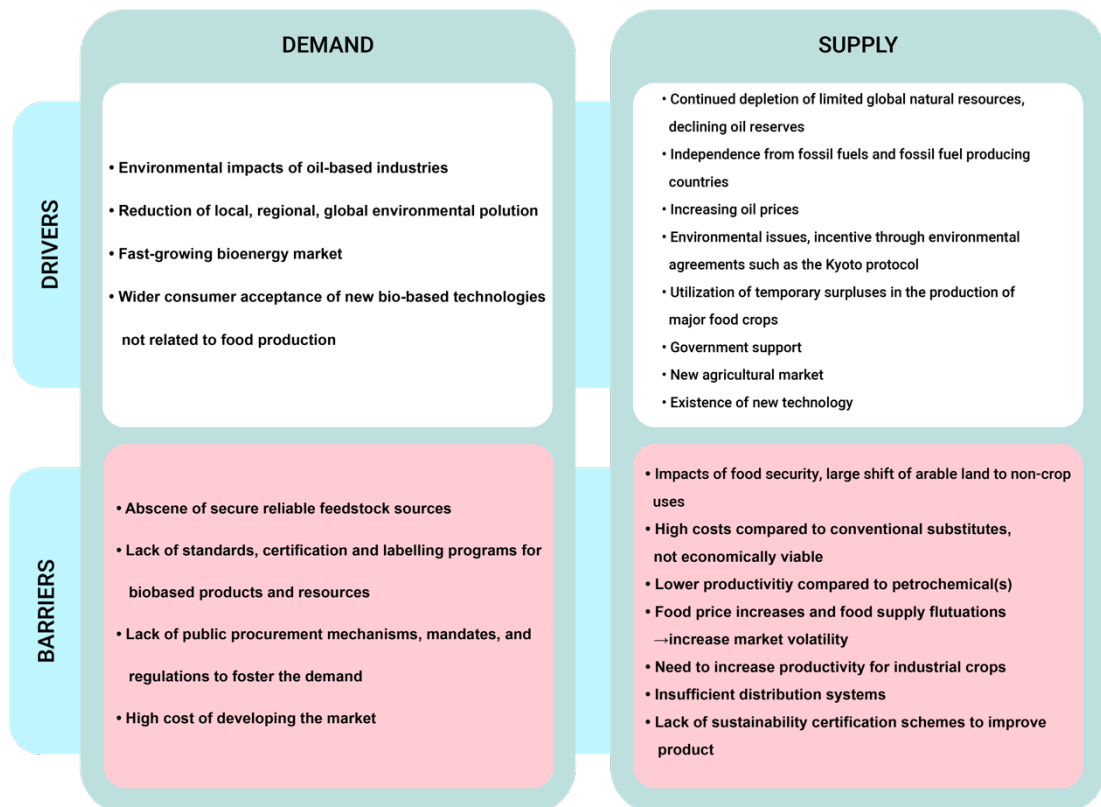 DEMAND
SUPPLY
DRIVERS
• Environmental impacts of oil-based industries
• Reduction of local, regional, global environmental polution
• Fast-growing bioenergy market
• Wider consumer acceptance of new bio-based technologies
not related to food production
• Continued depletion of limited global natural resources,
declining oil reserves
• Independence from fossil fuels and fossil fuel producing
countries
• Increasing oil prices
• Environmental issues, incentive through environmental
agreements such as the Kyoto protocol
• Utilization of temporary surpluses in the production of
major food crops
• Government support
• New agricultural market
• Existence of new technology
BARRIERS
• Abscene of secure reliable feedstock sources
• Lack of standards, certification and labelling programs for
biobased products and resources
• Lack of public procurement mechanisms, mandates, and
regulations to foster the demand
• High cost of developing the market
• Impacts of food security, large shift of arable land to non-crop
uses
• High costs compared to conventional substitutes,
not economically viable
• Lower productivitiy compared to petrochemical(s)
• Food price increases and food supply flutuations
→increase market volatility
• Need to increase productivity for industrial crops
• Insufficient distribution systems
• Lack of sustainability certification schemes to improve
product